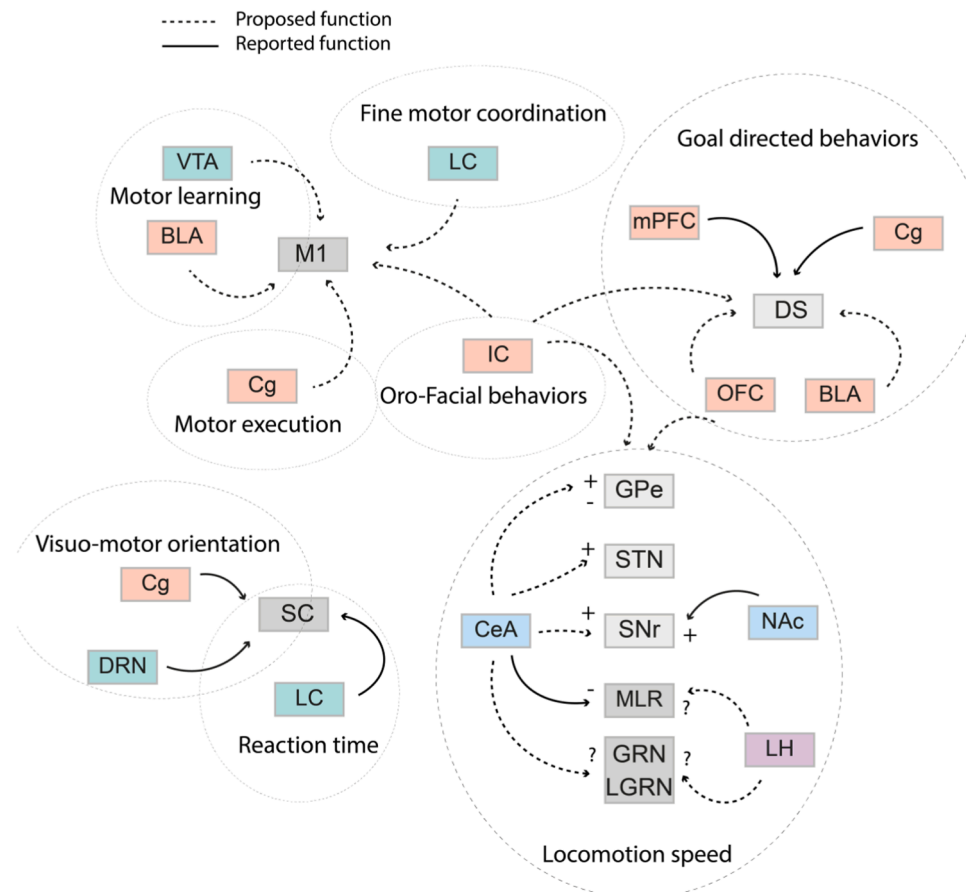 Proposed function
Reported function
Fine motor coordination
LC
Goal directed behaviors
mPFC
Cg
DS
OFC
BLA
VTA
Motor learning
BLA
M1
Cg
Motor execution
IC
Oro-Facial behaviors
Visuo-motor orientation
Cg
SC
DRN
LC
Reaction time
+
-
GPe
+
STN
CeA
+
SNr
+
NAc
-
MLR
?
?
GRN
LGRN
?
LH
Locomotion speed